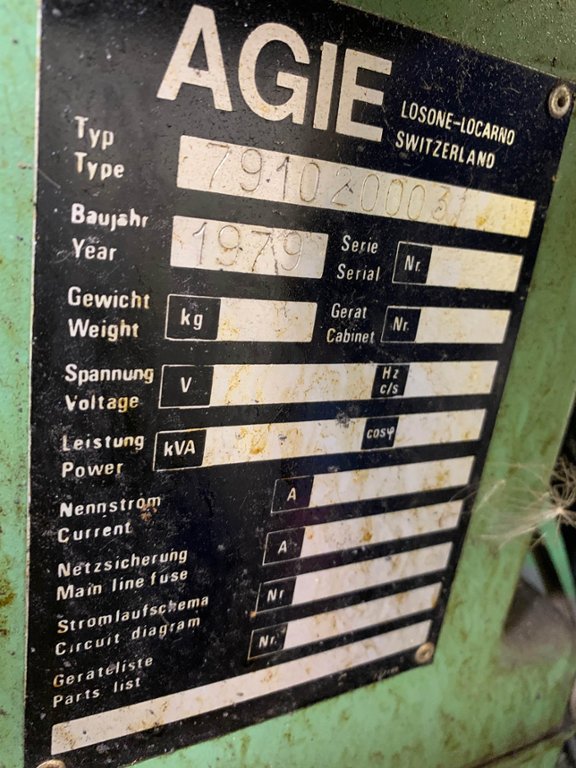 AGIE
LOSONE-LOCARNO
SWITZERLAND
Typ
Type
7910200031
Baujahr
Year
1979
Serie
Serial
Nr.
Gewicht
Weight
kg
Gerat
Cabinet
Nr.
Spannung
Voltage
V
Hz
c/s
Leistung
Power
kVA
cosφ
Nennstrom
Current
A
Netzsicherung
Main line fuse
A
Stromlaufschema
Circuit diagram
Nr
Gerateliste
Parts list
Nr.